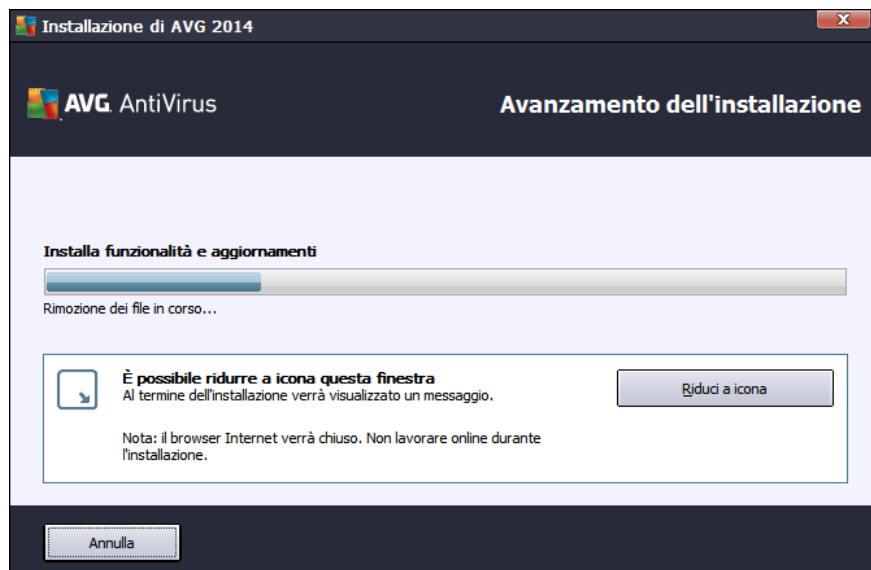 Installazione di AVG 2014
X
AVG. AntiVirus
Avanzamento dell'installazione
Installa funzionalità e aggiornamenti
Rimozione dei file in corso...
È possibile ridurre a icona questa finestra
Al termine dell'installazione verrà visualizzato un messaggio.
Riduci a icona
Nota: il browser Internet verrà chiuso. Non lavorare online durante
l'installazione.
Annulla